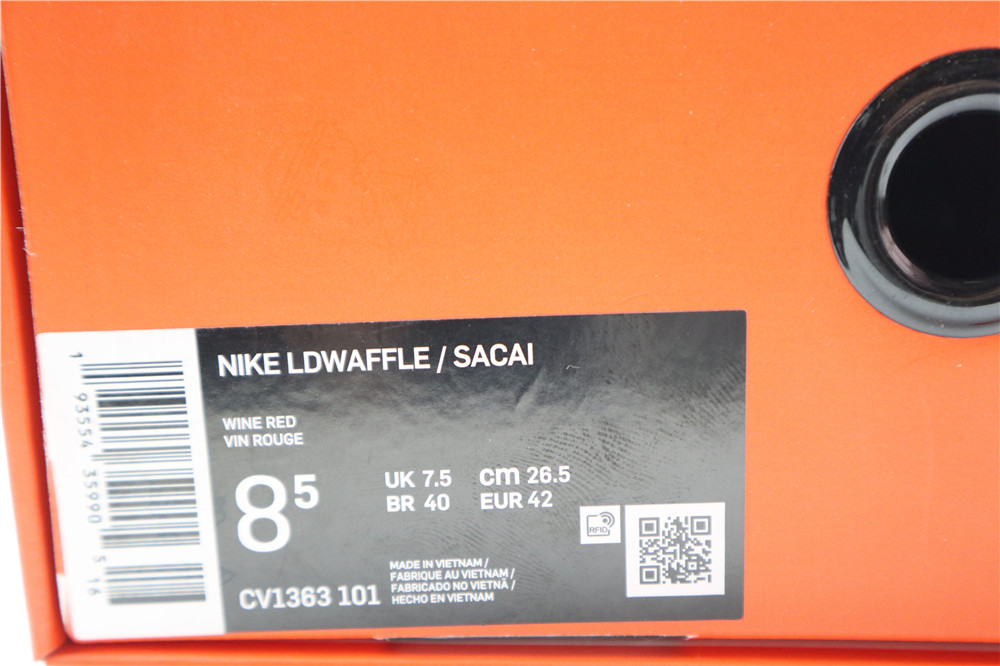 NIKE LDWAFFLE / SACAI
WINE RED
VIN ROUGE
8⁵
UK 7.5 cm 26.5
BR 40 EUR 42
RFID
CV1363 101
MADE IN VIETNAM /
FABRIQUE AU VIETNAM /
FABRICADO NO VIETNÃ /
HECHO EN VIETNAM
1 93554 35990 5 16